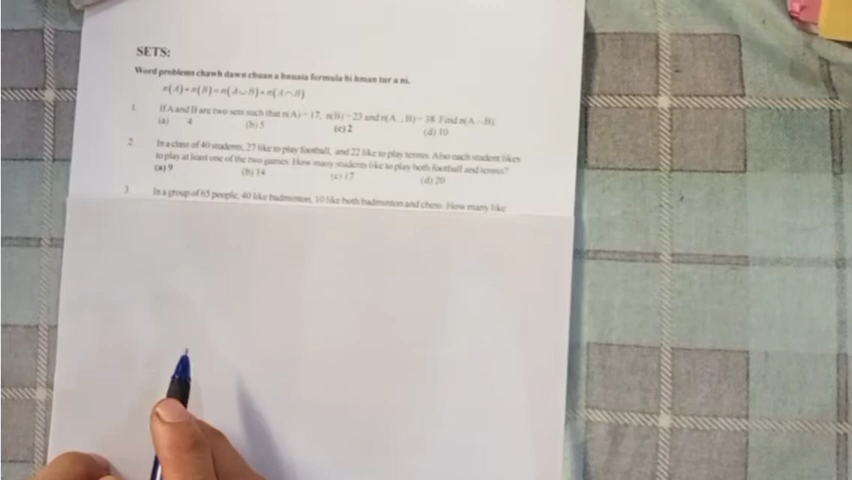 SETS:
Word problems chawh dawn chuan a hnuaia formula hi hman tur a ni.
n(A)+n(B)=n(A∪B)+n(A∩B)
1. If A and B are two sets such that n(A) = 17, n(B) = 23 and n(A ∪ B) = 38. Find n(A ∩ B).
(a) 4 (b) 5 (c) 2 (d) 10
2. In a class of 40 students, 27 like to play football, and 22 like to play tennis. Also each student likes
to play at least one of the two games. How many students like to play both football and tennis?
(a) 9 (b) 14 (c) 17 (d) 20
3. In a group of 65 people, 40 like badminton, 10 like both badminton and chess. How many like